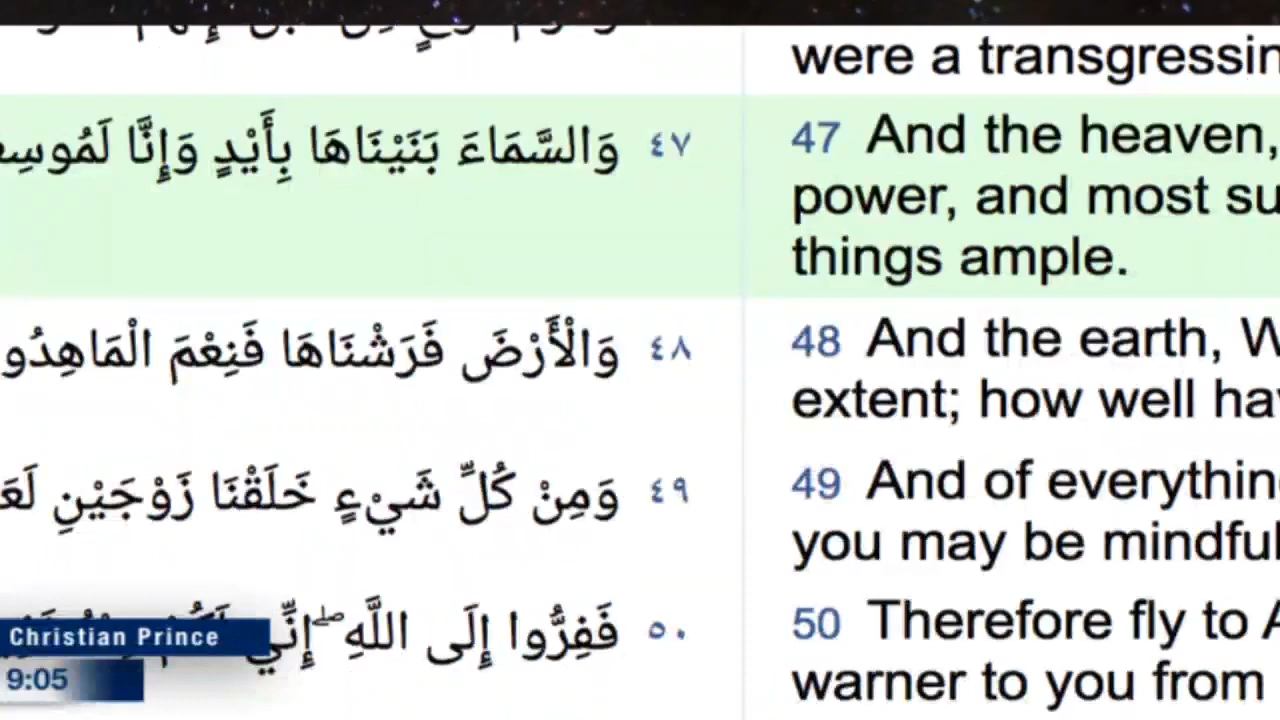 were a transgressin
وَالسَّمَاءَ بَنَيْنَاهَا بِأَيْدٍ وَإِنَّا لَمُوسِع ٤٧
47 And the heaven,
power, and most su
things ample.
وَالْأَرْضَ فَرَشْنَاهَا فَنِعْمَ الْمَاهِدُو ٤٨
48 And the earth, W
extent; how well hav
وَمِنْ كُلِّ شَيْءٍ خَلَقْنَا زَوْجَيْنِ لَعَ ٤٩
49 And of everything
you may be mindful
فَفِرُّوا إِلَى اللَّهِ ۖ إِنِّي ٥٠
50 Therefore fly to A
warner to you from
Christian Prince
9:05